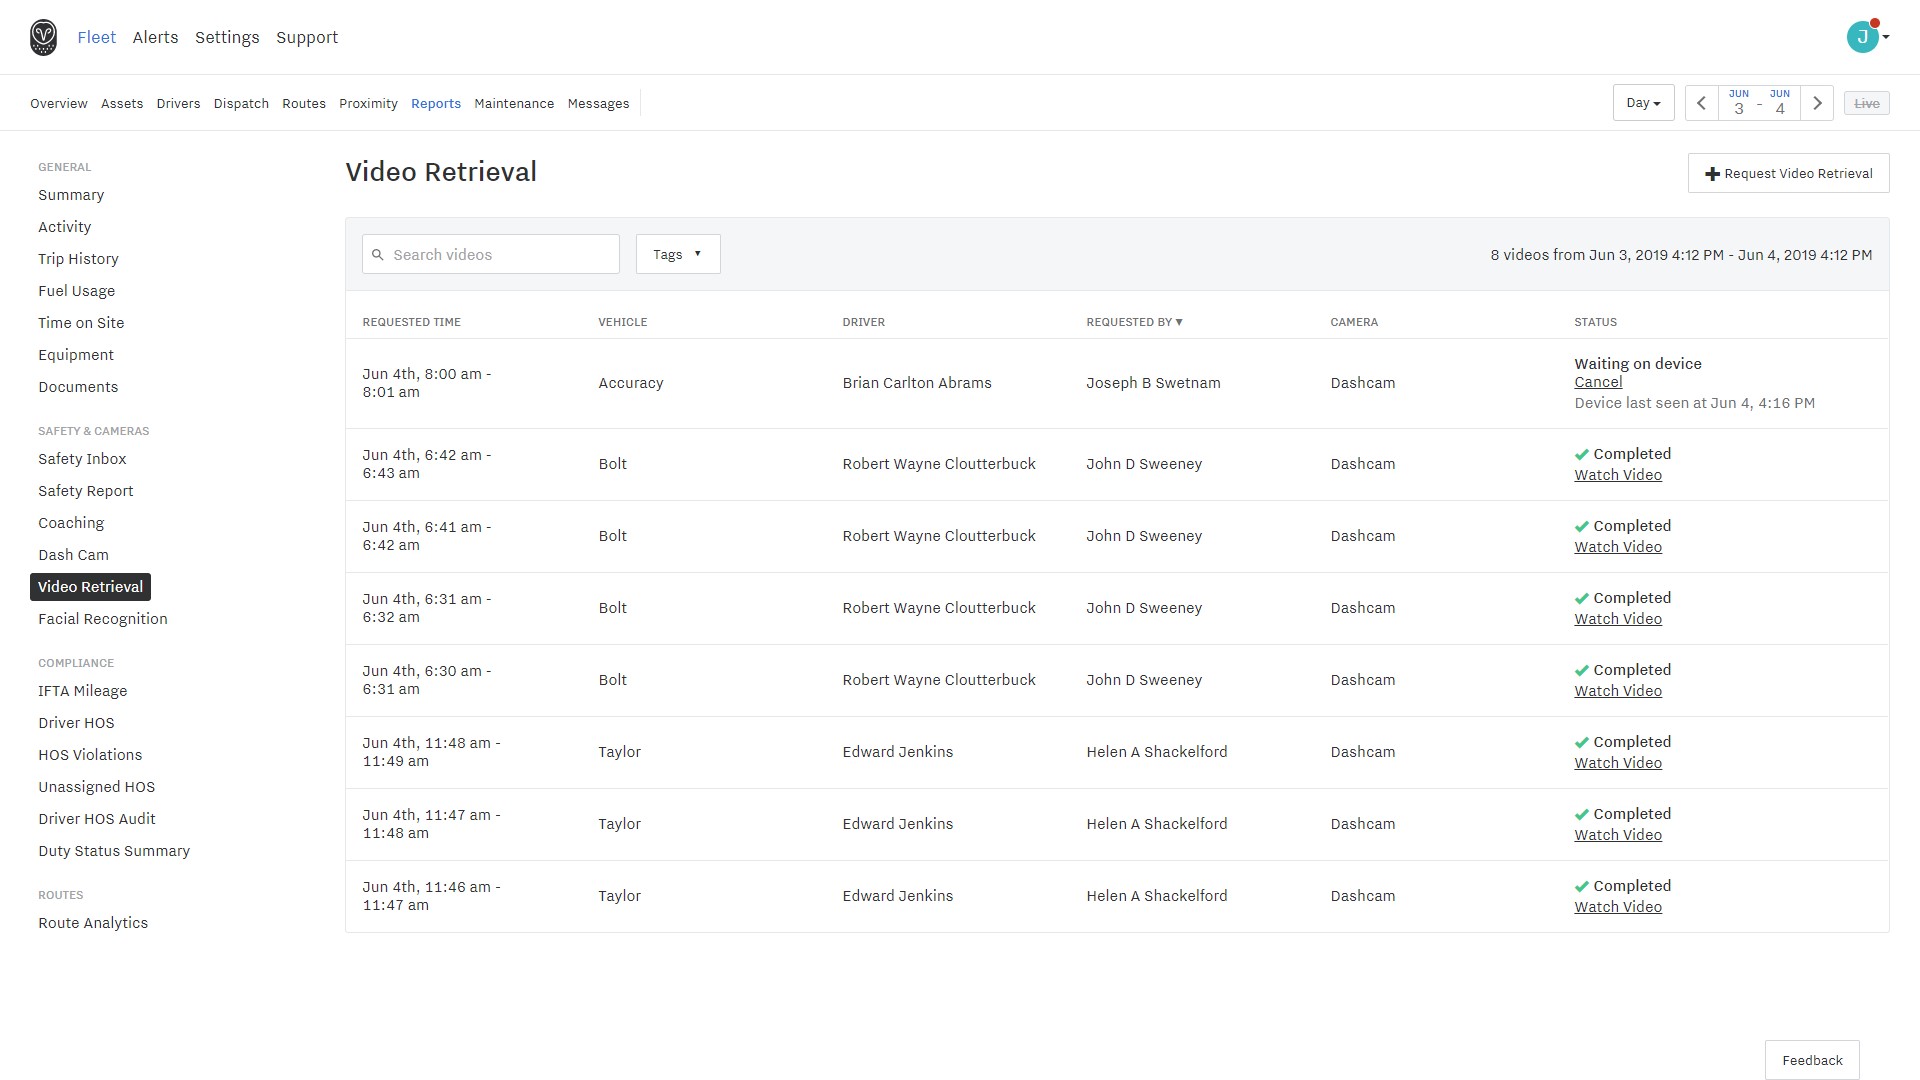 Fleet Alerts Settings Support
J
Overview Assets Drivers Dispatch Routes Proximity Reports Maintenance Messages
Day
JUN 3 - JUN 4
Live
GENERAL
Summary
Activity
Trip History
Fuel Usage
Time on Site
Equipment
Documents
SAFETY & CAMERAS
Safety Inbox
Safety Report
Coaching
Dash Cam
Video Retrieval
Facial Recognition
COMPLIANCE
IFTA Mileage
Driver HOS
HOS Violations
Unassigned HOS
Driver HOS Audit
Duty Status Summary
ROUTES
Route Analytics
Video Retrieval
Request Video Retrieval
Search videos
Tags
8 videos from Jun 3, 2019 4:12 PM - Jun 4, 2019 4:12 PM
REQUESTED TIME VEHICLE DRIVER REQUESTED BY ▼ CAMERA STATUS
Jun 4th, 8:00 am -
8:01 am
Accuracy
Brian Carlton Abrams
Joseph B Swetnam
Dashcam
Waiting on device
Cancel
Device last seen at Jun 4, 4:16 PM
Jun 4th, 6:42 am -
6:43 am
Bolt
Robert Wayne Cloutterbuck
John D Sweeney
Dashcam
Completed
Watch Video
Jun 4th, 6:41 am -
6:42 am
Bolt
Robert Wayne Cloutterbuck
John D Sweeney
Dashcam
Completed
Watch Video
Jun 4th, 6:31 am -
6:32 am
Bolt
Robert Wayne Cloutterbuck
John D Sweeney
Dashcam
Completed
Watch Video
Jun 4th, 6:30 am -
6:31 am
Bolt
Robert Wayne Cloutterbuck
John D Sweeney
Dashcam
Completed
Watch Video
Jun 4th, 11:48 am -
11:49 am
Taylor
Edward Jenkins
Helen A Shackelford
Dashcam
Completed
Watch Video
Jun 4th, 11:47 am -
11:48 am
Taylor
Edward Jenkins
Helen A Shackelford
Dashcam
Completed
Watch Video
Jun 4th, 11:46 am -
11:47 am
Taylor
Edward Jenkins
Helen A Shackelford
Dashcam
Completed
Watch Video
Feedback